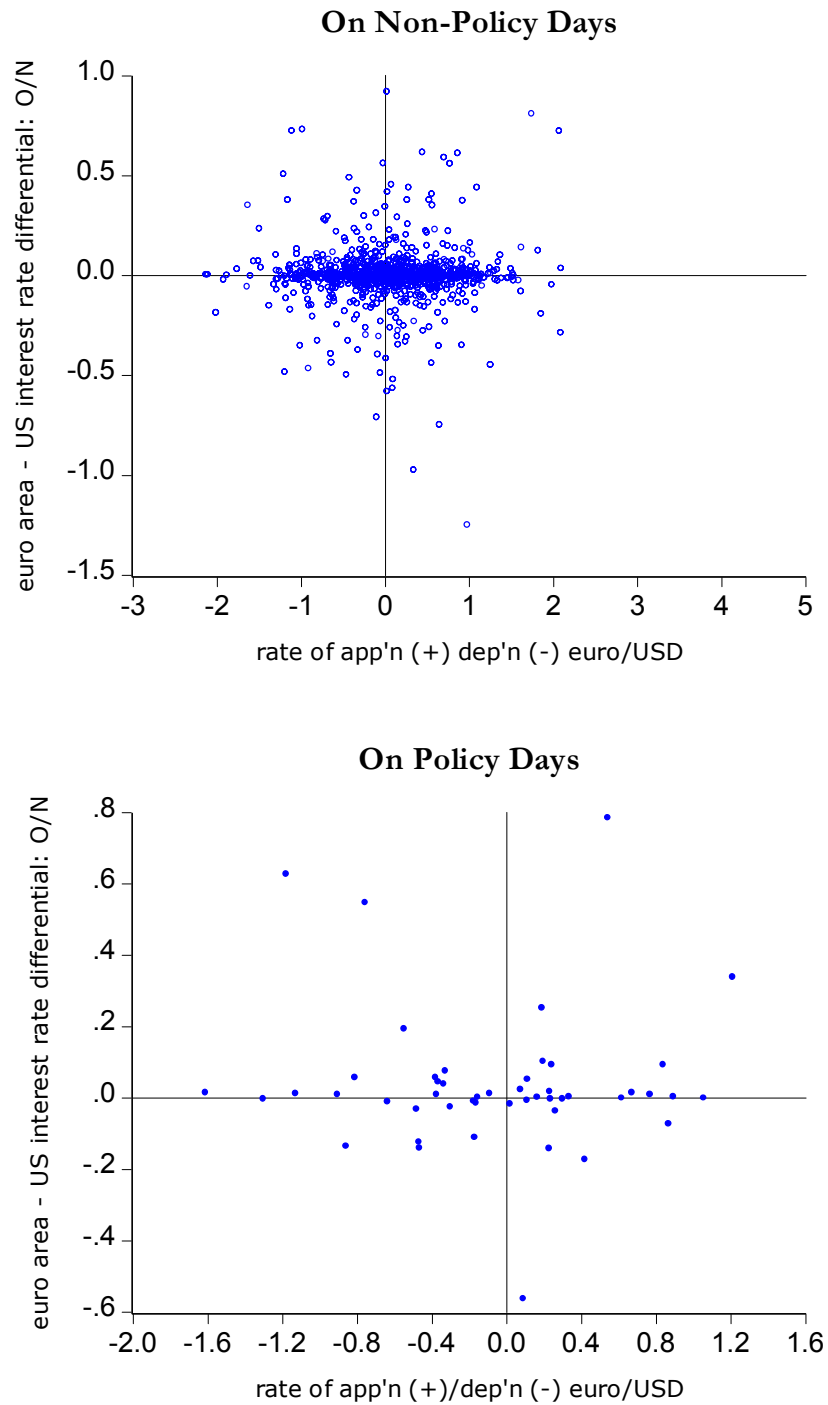 On Non-Policy Days
euro area - US interest rate differential: O/N
1.0
0.5
0.0
-0.5
-1.0
-1.5
-3 -2 -1 0 1 2 3 4 5
rate of app'n (+) dep'n (-) euro/USD
On Policy Days
euro area - US interest rate differential: O/N
.8
.6
.4
.2
.0
-.2
-.4
-.6
-2.0 -1.6 -1.2 -0.8 -0.4 0.0 0.4 0.8 1.2 1.6
rate of app'n (+)/dep'n (-) euro/USD